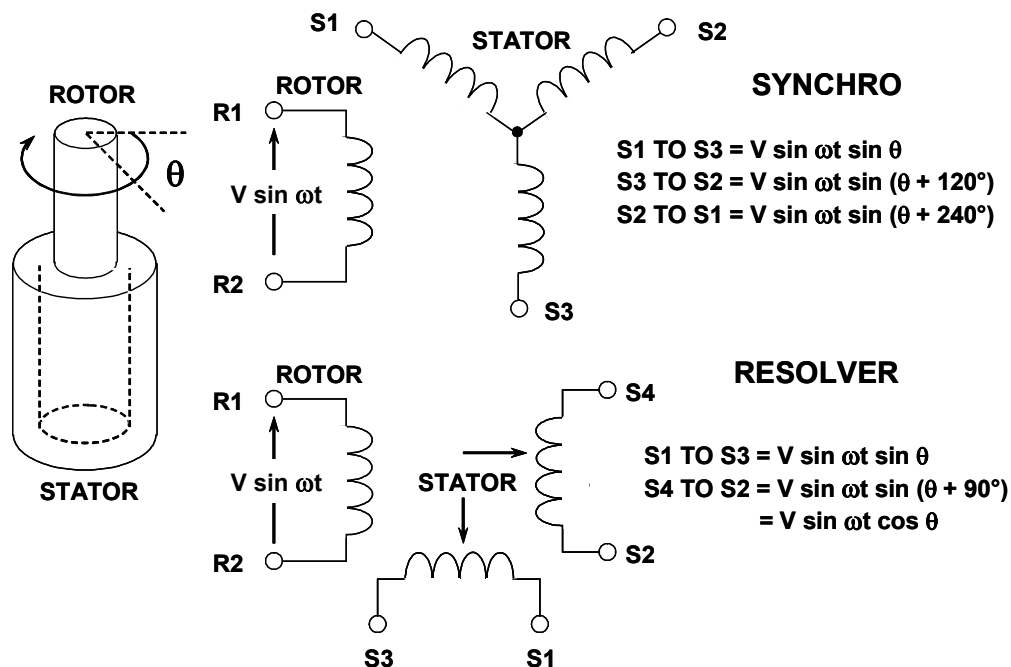 ROTOR
θ
STATOR
S1
S2
STATOR
ROTOR
R1
V sin ωt
R2
S3
SYNCHRO
S1 TO S3 = V sin ωt sin θ
S3 TO S2 = V sin ωt sin (θ + 120°)
S2 TO S1 = V sin ωt sin (θ + 240°)
ROTOR
R1
V sin ωt
R2
STATOR
S4
S2
S3
S1
RESOLVER
S1 TO S3 = V sin ωt sin θ
S4 TO S2 = V sin ωt sin (θ + 90°)
= V sin ωt cos θ